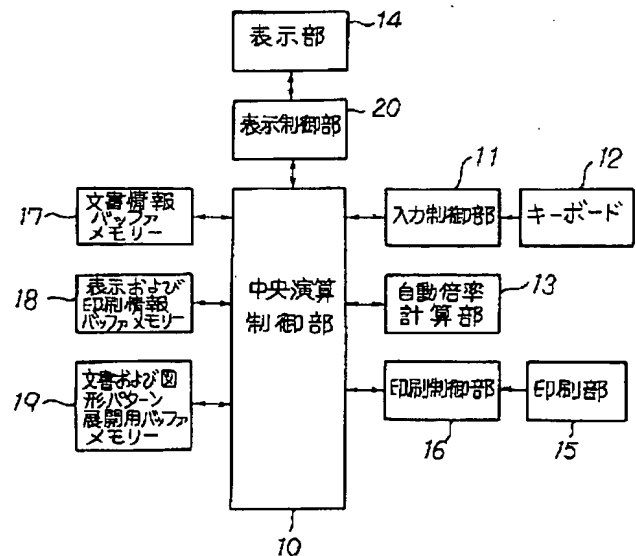 表示部
14
表示制御部
20
11
12
17
文書情報
バッファ
メモリー
中央演算
制御部
入力制御部
キーボード
18
表示および
印刷情報
バッファメモリー
自動倍率
計算部
13
19
文書および図
形パターン
展開用バッファ
メモリー
印刷制御部
印刷部
16
15
10